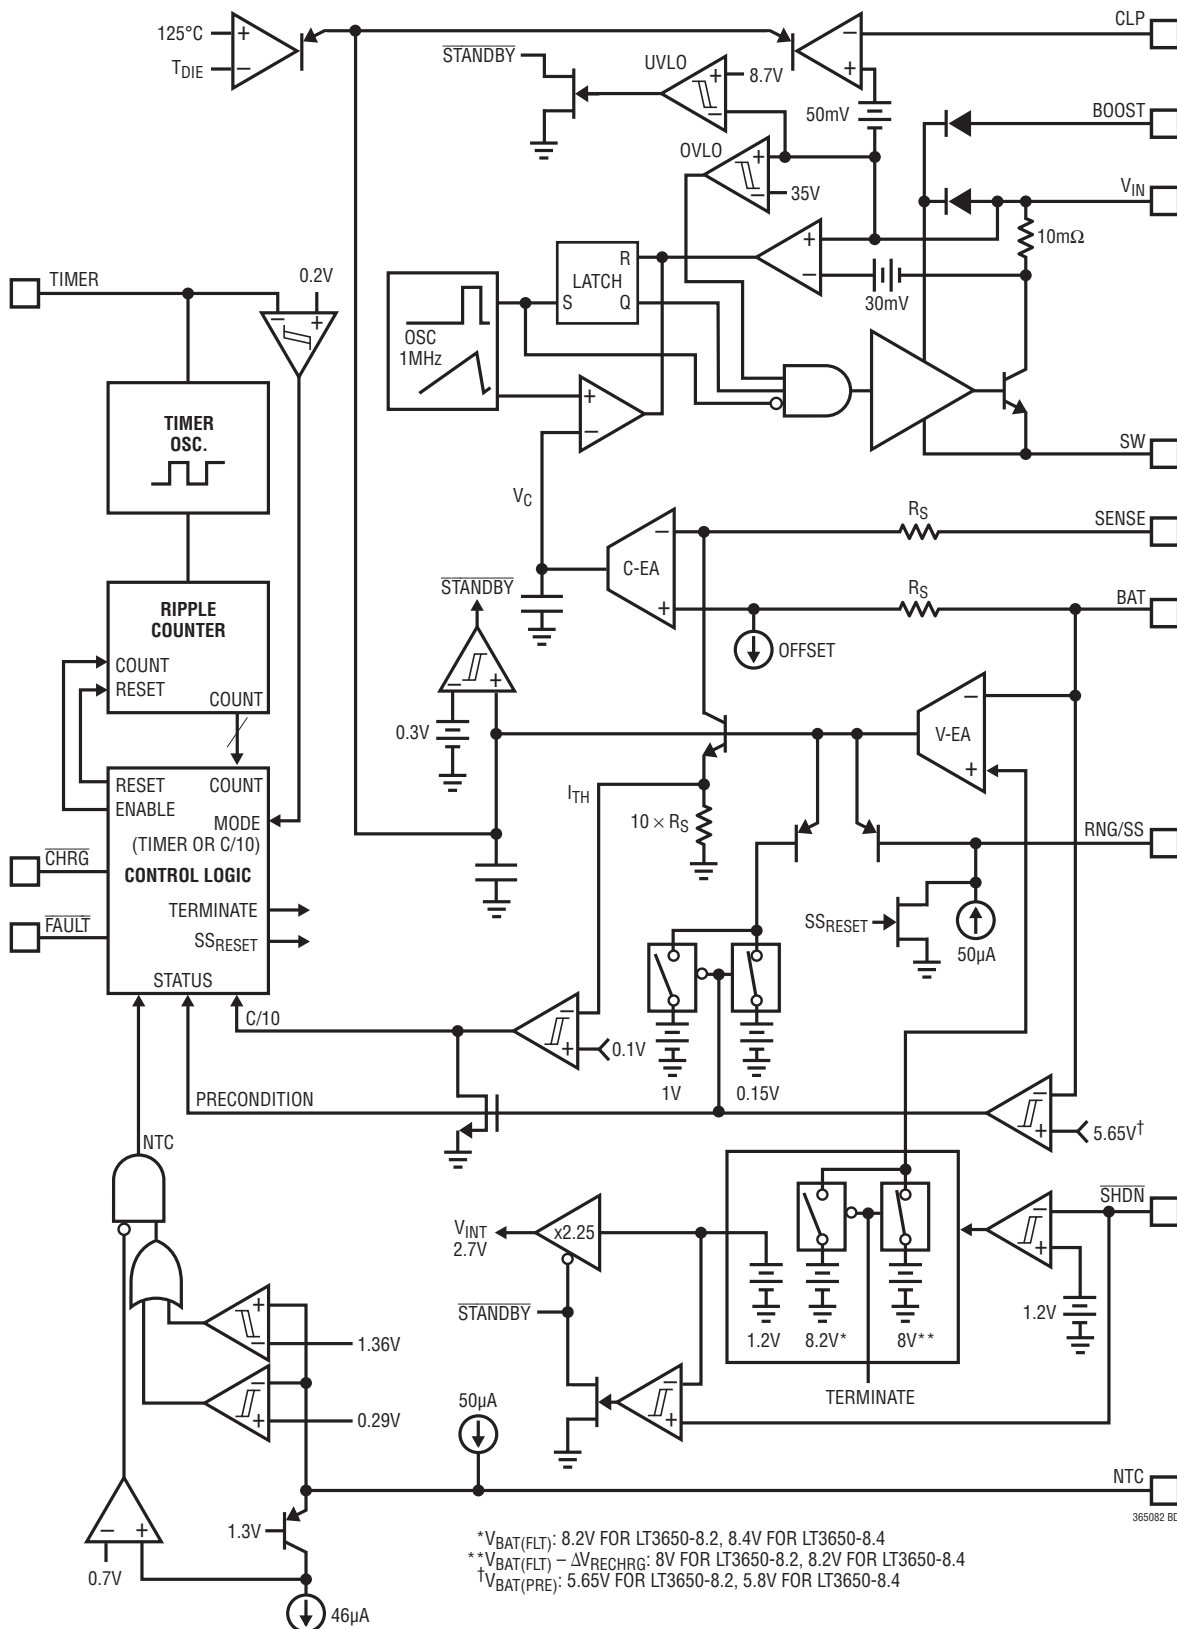 CLP
125°C
TDIE
STANDBY
UVLO
8.7V
50mV
BOOST
OVLO
35V
VIN
10mΩ
R
LATCH
S
Q
30mV
TIMER
0.2V
OSC
1MHz
TIMER
OSC.
SW
VC
RS
SENSE
C-EA
STANDBY
RS
BAT
OFFSET
RIPPLE
COUNTER
COUNT
RESET
COUNT
0.3V
V-EA
RESET
COUNT
ENABLE
MODE
(TIMER OR C/10)
ITH
10 × RS
RNG/SS
CHRG
CONTROL LOGIC
FAULT
TERMINATE
SSRESET
SSRESET
50µA
STATUS
C/10
0.1V
1V
0.15V
PRECONDITION
5.65V†
NTC
SHDN
VINT
2.7V
x2.25
STANDBY
1.2V
8.2V*
8V**
1.2V
1.36V
TERMINATE
0.29V
50µA
NTC
1.3V
365082 BD
0.7V
46µA
*VBAT(FLT): 8.2V FOR LT3650-8.2, 8.4V FOR LT3650-8.4
**VBAT(FLT) – ΔVRECHRG: 8V FOR LT3650-8.2, 8.2V FOR LT3650-8.4
†VBAT(PRE): 5.65V FOR LT3650-8.2, 5.8V FOR LT3650-8.4